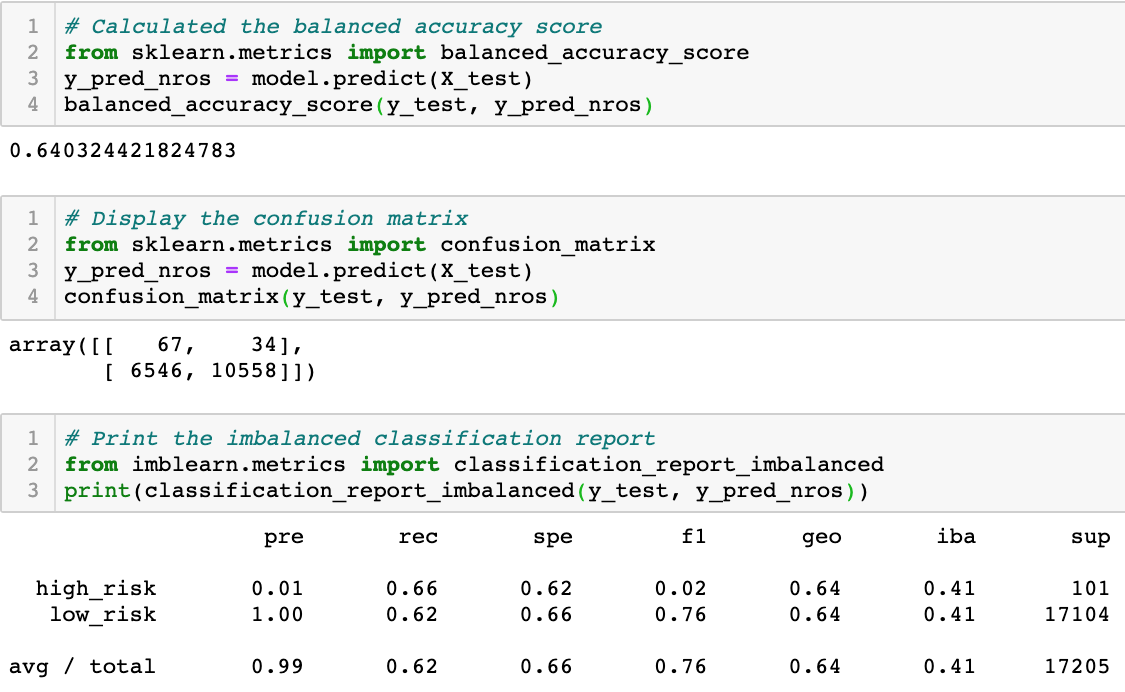 1 # Calculated the balanced accuracy score
2 from sklearn.metrics import balanced_accuracy_score
3 y_pred_nros = model.predict(X_test)
4 balanced_accuracy_score(y_test, y_pred_nros)
0.640324421824783
1 # Display the confusion matrix
2 from sklearn.metrics import confusion_matrix
3 y_pred_nros = model.predict(X_test)
4 confusion_matrix(y_test, y_pred_nros)
array([[   67,    34],
       [ 6546, 10558]])
1 # Print the imbalanced classification report
2 from imblearn.metrics import classification_report_imbalanced
3 print(classification_report_imbalanced(y_test, y_pred_nros))
pre rec spe f1 geo iba sup
high_risk 0.01 0.66 0.62 0.02 0.64 0.41 101
low_risk 1.00 0.62 0.66 0.76 0.64 0.41 17104
avg / total 0.99 0.62 0.66 0.76 0.64 0.41 17205